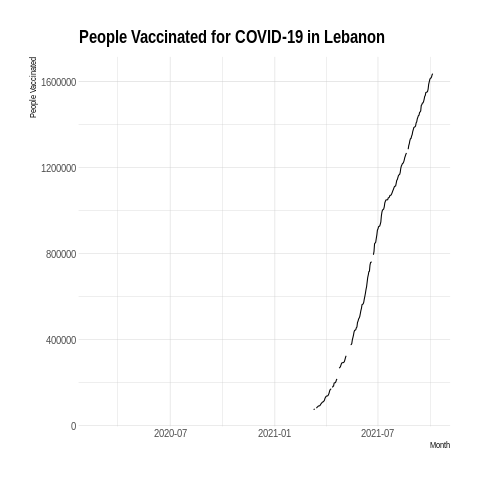 People Vaccinated for COVID-19 in Lebanon
People Vaccinated
1600000
1200000
800000
400000
0
2020-07
2021-01
2021-07
Month